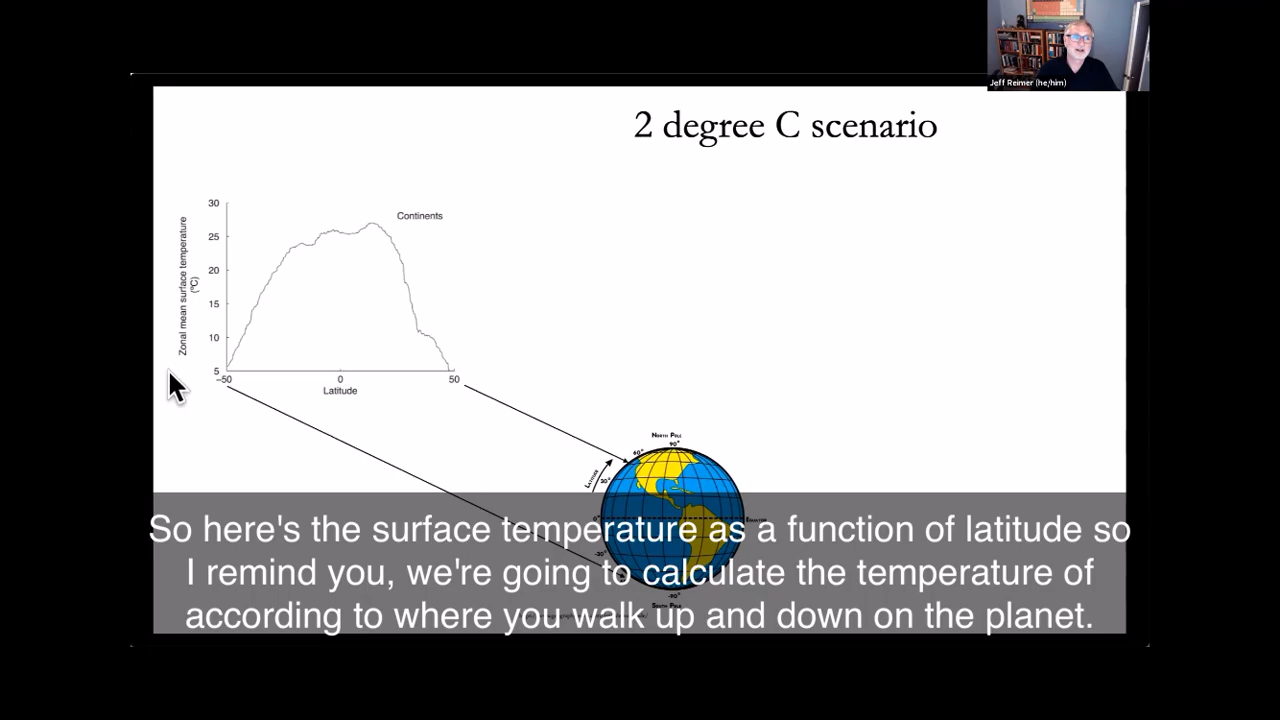 Jeff Reimer (he/him)
2 degree C scenario
Continents
Zonal mean surface temperature
(°C)
30
25
20
15
10
5
-50
0
50
Latitude
North Pole
90°
60°
Latitude
30°
0°
Equator
-30°
-90°
South Pole
So here's the surface temperature as a function of latitude so
I remind you, we're going to calculate the temperature of
according to where you walk up and down on the planet.